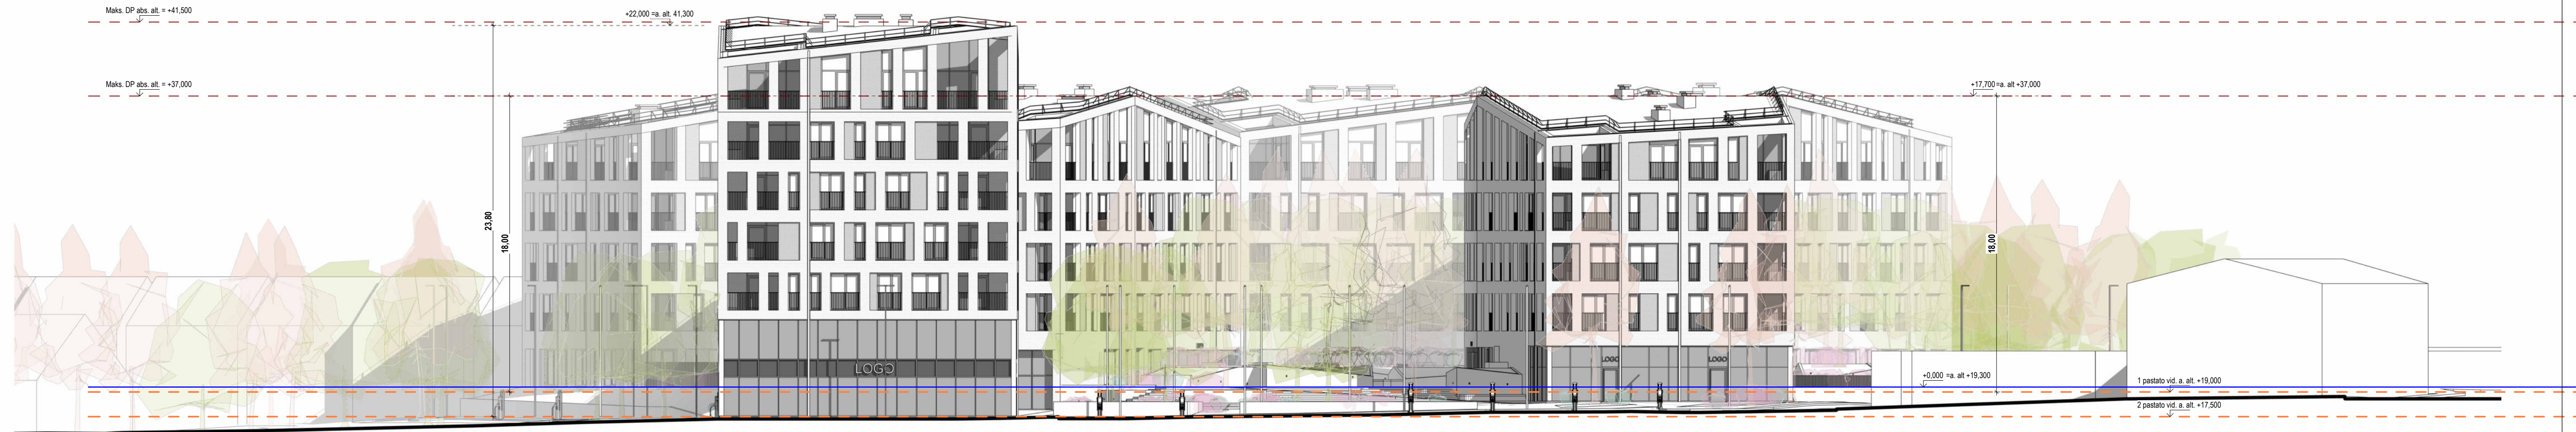 Maks. DP abs. alt. = +41,500
+22,000 =a. alt. 41,300
Maks. DP abs. alt. = +37,000
+17,700 =a. alt +37,000
23,80
18,00
18,00
LOGO
LOGO
LOGO
+0,000 =a. alt +19,300
1 pastato vid. a. alt. +19,000
2 pastato vid. a. alt. +17,500